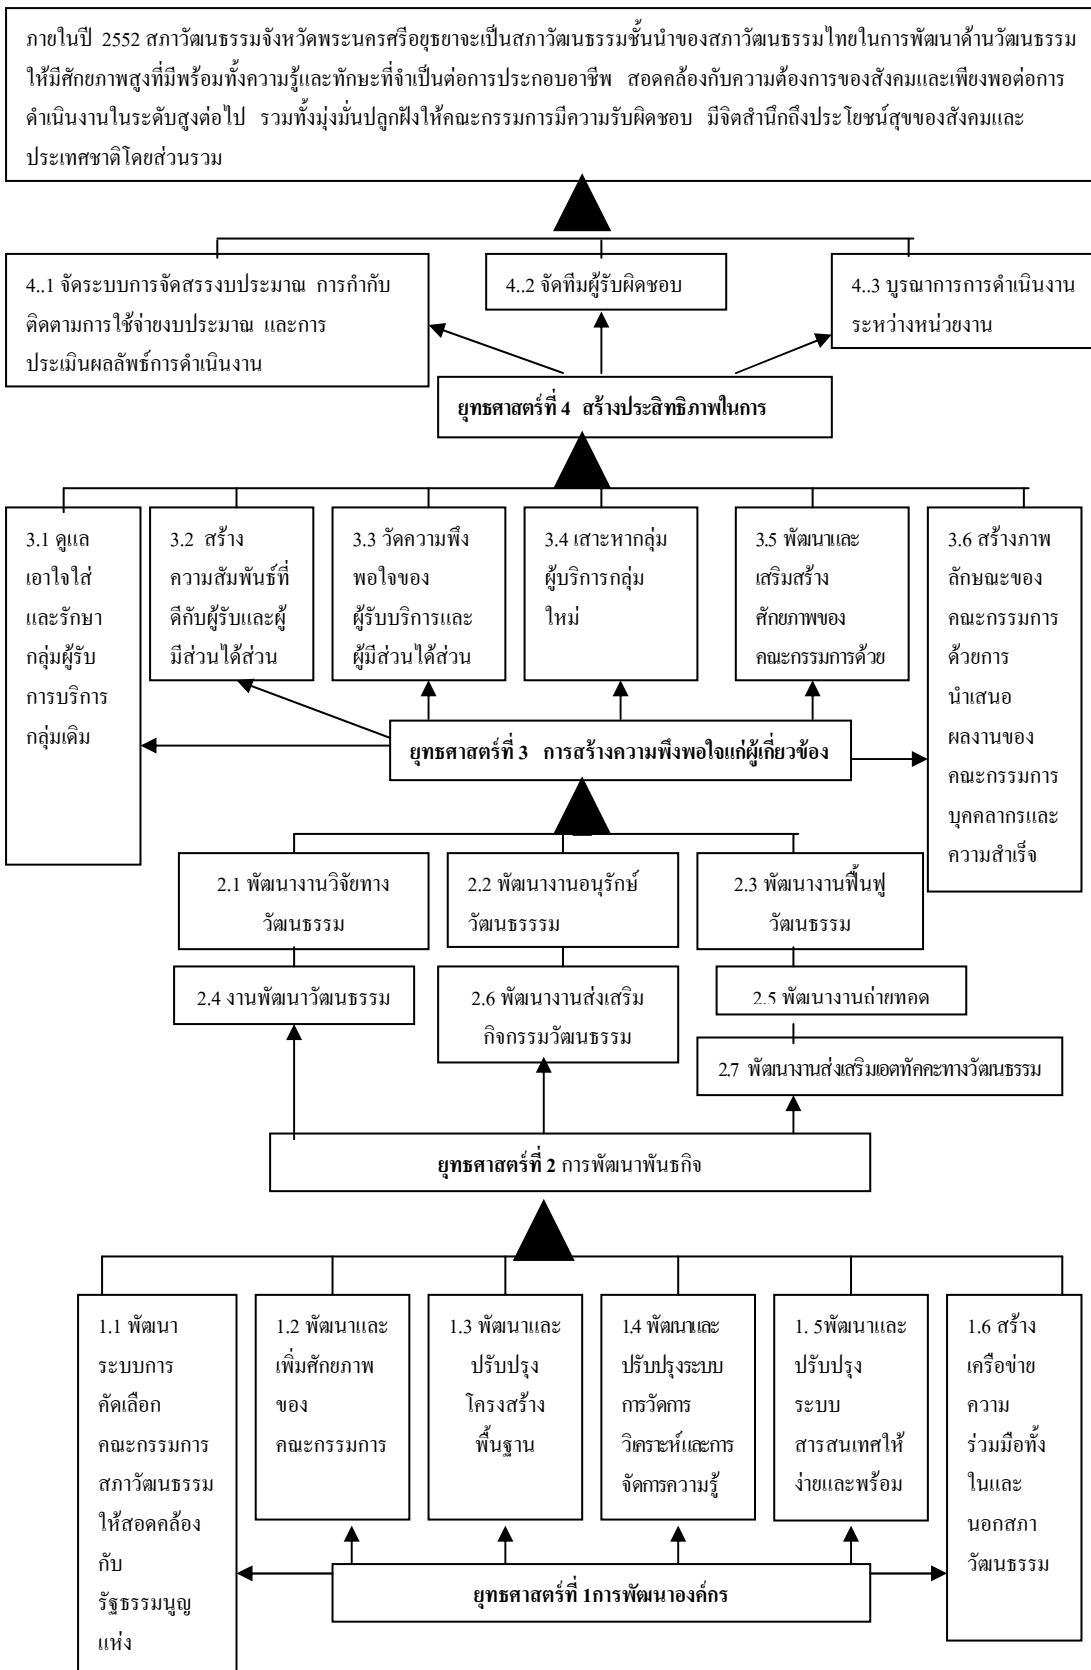 ภายในปี 2552 สภาวัฒนธรรมจังหวัดพระนครศรีอยุธยาจะเป็นสภาวัฒนธรรมชั้นนำของสภาวัฒนธรรมไทยในการพัฒนาด้านวัฒนธรรม
ให้มีศักยภาพสูงที่มีพร้อมทั้งความรู้และทักษะที่จำเป็นต่อการประกอบอาชีพ สอดคล้องกับความต้องการของสังคมและเพียงพอต่อการ
ดำเนินงานในระดับสูงต่อไป รวมทั้งมุ่งมั่นปลูกฝังให้คณะกรรมการมีความรับผิดชอบ มีจิตสำนึกถึงประโยชน์สุขของสังคมและ
ประเทศชาติโดยส่วนรวม
4..1 จัดระบบการจัดสรรงบประมาณ การกำกับ
ติดตามการใช้จ่ายงบประมาณ และการ
ประเมินผลลัพธ์การดำเนินงาน
4..2 จัดทีมผู้รับผิดชอบ
4..3 บูรณาการการดำเนินงาน
ระหว่างหน่วยงาน
ยุทธศาสตร์ที่ 4 สร้างประสิทธิภาพในการ
3.1 ดูแล
เอาใจใส่
และรักษา
กลุ่มผู้รับ
การบริการ
กลุ่มเดิม
3.2 สร้าง
ความสัมพันธ์ที่
ดีกับผู้รับและผู้
มีส่วนได้ส่วน
3.3 วัดความพึง
พอใจของ
ผู้รับบริการและ
ผู้มีส่วนได้ส่วน
3.4 เสาะหากลุ่ม
ผู้บริการกลุ่ม
ใหม่
3.5 พัฒนาและ
เสริมสร้าง
ศักยภาพของ
คณะกรรมการด้วย
3.6 สร้างภาพ
ลักษณะของ
คณะกรรมการ
ด้วยการ
นำเสนอ
ผลงานของ
คณะกรรมการ
บุคคลากรและ
ความสำเร็จ
ยุทธศาสตร์ที่ 3 การสร้างความพึงพอใจแก่ผู้เกี่ยวข้อง
2.1 พัฒนางานวิจัยทาง
วัฒนธรรม
2.2 พัฒนางานอนุรักษ์
วัฒนธรรรม
2.3 พัฒนางานฟื้นฟู
วัฒนธรรม
2.4 งานพัฒนาวัฒนธรรม
2.6 พัฒนางานส่งเสริม
กิจกรรมวัฒนธรรม
2.5 พัฒนางานถ่ายทอด
2.7 พัฒนางานส่งเสริมเอตทัคคะทางวัฒนธรรม
ยุทธศาสตร์ที่ 2 การพัฒนาพันธกิจ
1.1 พัฒนา
ระบบการ
คัดเลือก
คณะกรรมการ
สภาวัฒนธรรม
ให้สอดคล้อง
กับ
รัฐธรรมนูญ
แห่ง
1.2 พัฒนาและ
เพิ่มศักยภาพ
ของ
คณะกรรมการ
1.3 พัฒนาและ
ปรับปรุง
โครงสร้าง
พื้นฐาน
1.4 พัฒนาและ
ปรับปรุงระบบ
การวัดการ
วิเคราะห์และการ
จัดการความรู้
1. 5พัฒนาและ
ปรับปรุง
ระบบ
สารสนเทศให้
ง่ายและพร้อม
1.6 สร้าง
เครือข่าย
ความ
ร่วมมือทั้ง
ในและ
นอกสภา
วัฒนธรรม
ยุทธศาสตร์ที่ 1การพัฒนาองค์กร